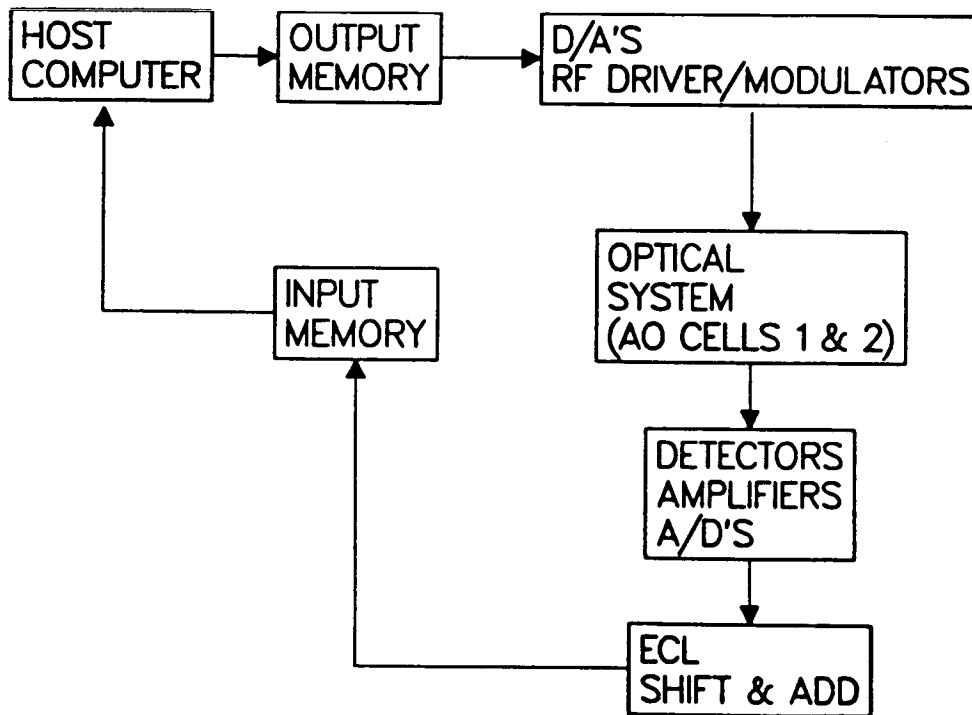 HOST
COMPUTER
OUTPUT
MEMORY
D/A'S
RF DRIVER/MODULATORS
OPTICAL
SYSTEM
(AO CELLS 1 & 2)
INPUT
MEMORY
DETECTORS
AMPLIFIERS
A/D'S
ECL
SHIFT & ADD